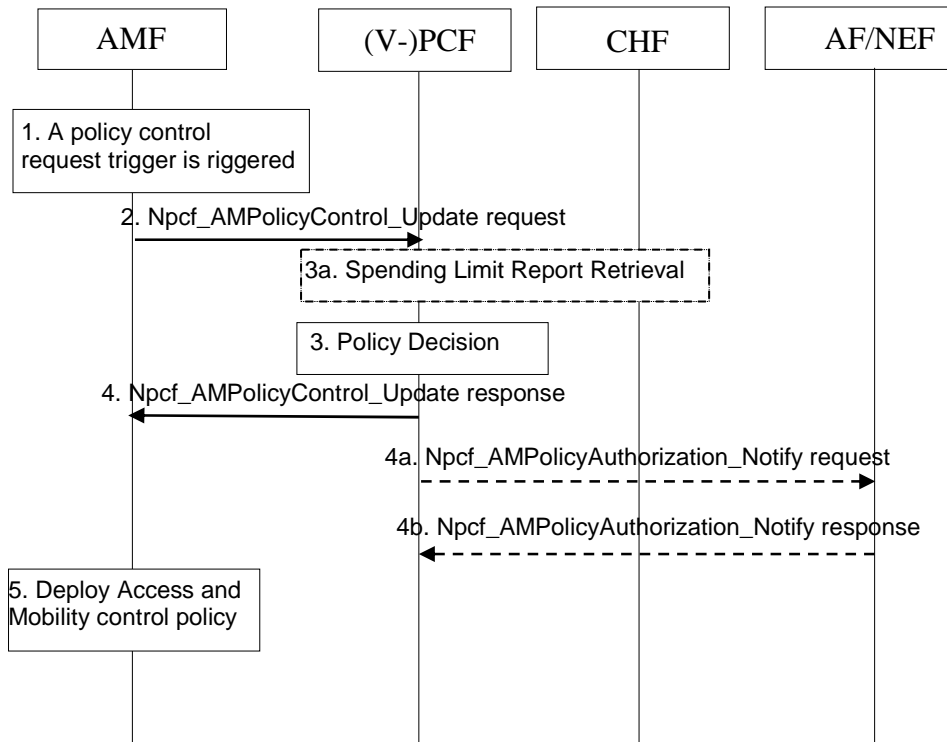 AMF
(V-)PCF
CHF
AF/NEF
1. A policy control
request trigger is riggered
2. Npcf_AMPolicyControl_Update request
3a. Spending Limit Report Retrieval
3. Policy Decision
4. Npcf_AMPolicyControl_Update response
4a. Npcf_AMPolicyAuthorization_Notify request
4b. Npcf_AMPolicyAuthorization_Notify response
5. Deploy Access and
Mobility control policy